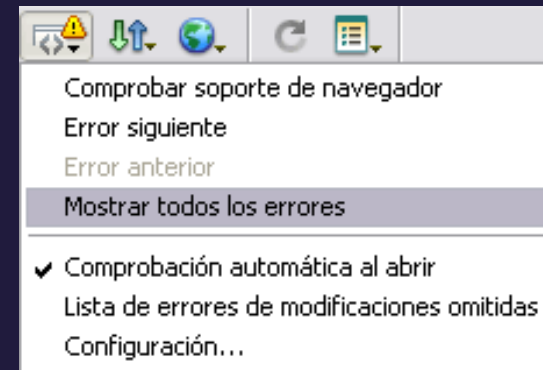 Comprobar soporte de navegador
Error siguiente
Error anterior
Mostrar todos los errores
Comprobación automática al abrir
Lista de errores de modificaciones omitidas
Configuración...